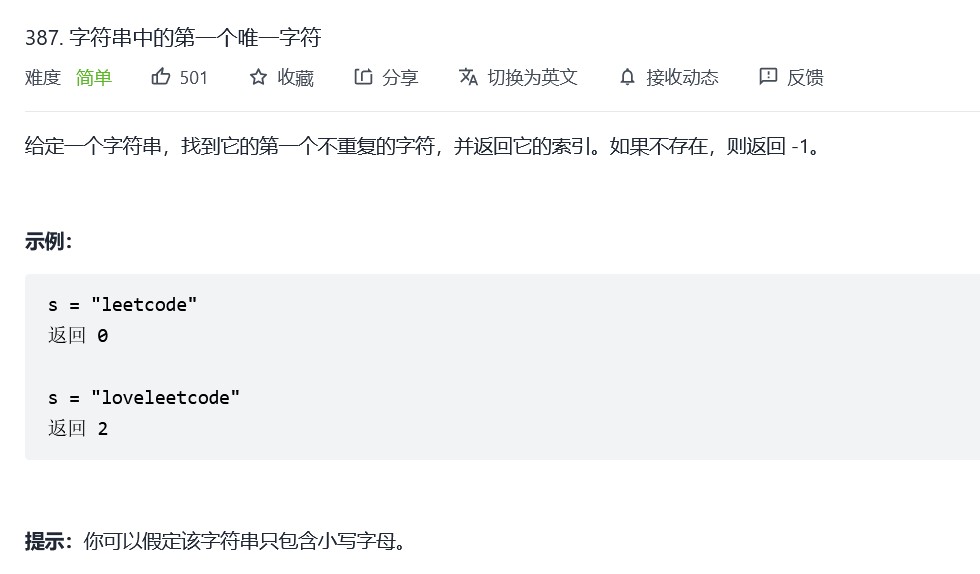 387. 字符串中的第一个唯一字符
难度 简单 501 收藏 分享 切换为英文 接收动态 反馈
给定一个字符串，找到它的第一个不重复的字符，并返回它的索引。如果不存在，则返回 -1。
示例：
s = "leetcode"
返回 0
s = "loveleetcode"
返回 2
提示：你可以假定该字符串只包含小写字母。